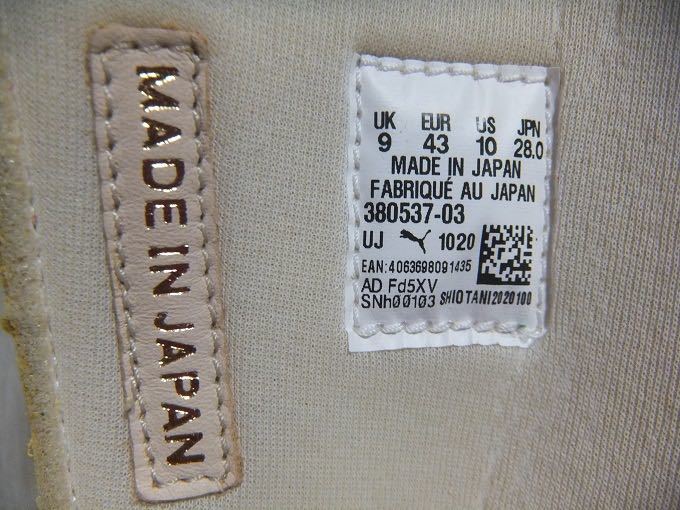 MADE IN JAPAN
UK EUR US JPN
9 43 10 28.0
MADE IN JAPAN
FABRIQUÉ AU JAPAN
380537-03
UJ 1020
EAN:4063698091435
AD Fd5XV
SNh00103 SHIOTANI2020100